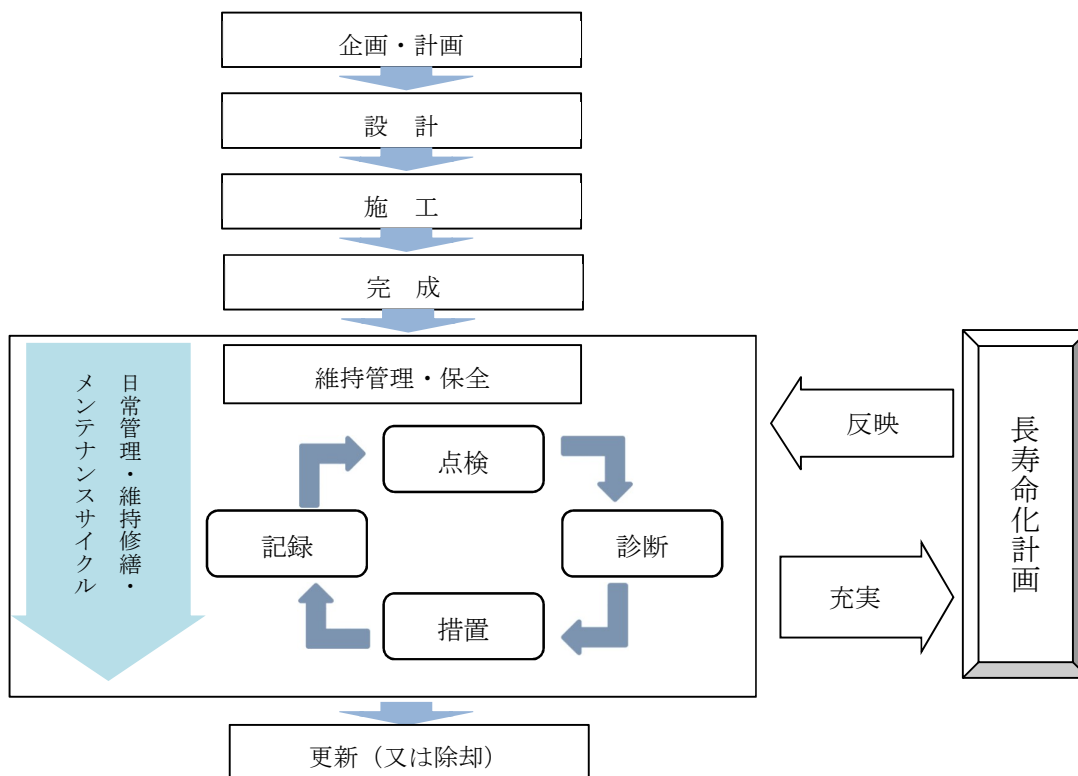 企画・計画
設　計
施　工
完　成
維持管理・保全
日常管理・維持修繕・
メンテナンスサイクル
点検
診断
措置
記録
反映
充実
長寿命化計画
更新（又は除却）